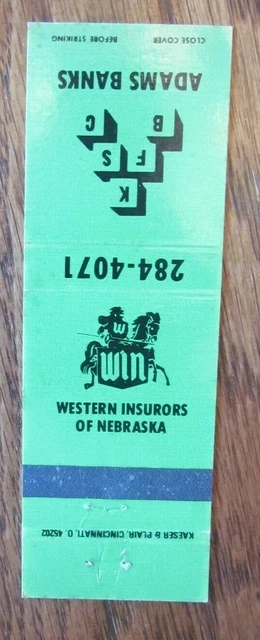 W
WIN
WESTERN INSURORS
OF NEBRASKA
284-4071
K
F S
B C
ADAMS BANKS
CLOSE COVER BEFORE STRIKING
KAESER & BLAIR, CINCINNATI, O. 45202